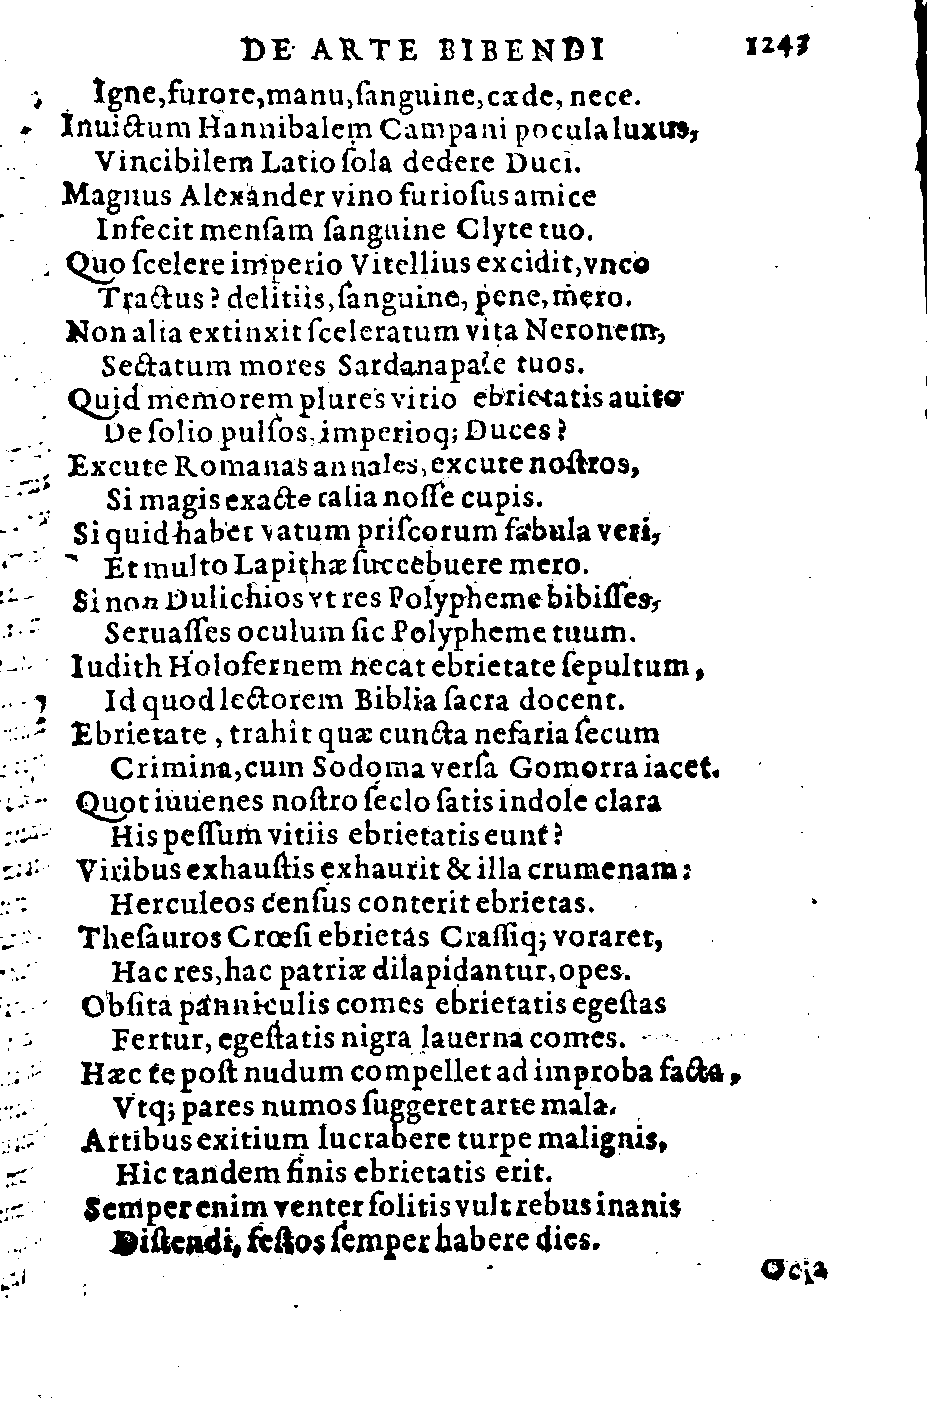 DE ARTE BIBENDI 1243
Igne, furore, manu, ſanguine, cæde, nece.
Inuictum Hannibalem Campani pocula luxus,
Vincibilem Latio ſola dedere Duci.
Magnus Alexander vino furioſus amice
Infecit menſam ſanguine Clyte tuo.
Quo ſcelere imperio Vitellius excidit, vnco
Tractus? delitiis, ſanguine, pene, mero.
Non alia extinxit ſceleratum vita Neronem,
Sectatum mores Sardanapale tuos.
Quid memorem plures vitio ebrietatis auito
De ſolio pulſos, imperioq; Duces?
Excute Romanas annales, excute noſtros,
Si magis exacte talia noſſe cupis.
Si quid habet vatum priſcorum fabula veri,
Et multo Lapithæ ſuccebuere mero.
Si non Dulichios vtres Polypheme bibiſſes,
Seruaſſes oculum ſic Polypheme tuum.
Iudith Holofernem necat ebrietate ſepultum,
Id quod lectorem Biblia ſacra docent.
Ebrietate, trahit quæ cuncta nefaria ſecum
Crimina, cum Sodoma verſa Gomorra iacet.
Quot iuuenes noſtro ſeclo ſatis indole clara
His peſſum vitiis ebrietatis eunt?
Viribus exhauſtis exhaurit & illa crumenam:
Herculeos cenſus conterit ebrietas.
Theſauros Crœſi ebrietas Craſſiq; voraret,
Hac res, hac patriæ dilapidantur, opes.
Obſita panniculis comes ebrietatis egeſtas
Fertur, egeſtatis nigra lauerna comes.
Hæc te poſt nudum compellet ad improba facta,
Vtq; pares numos ſuggeret arte mala.
Artibus exitium lucrabere turpe malignis,
Hic tandem finis ebrietatis erit.
Semper enim venter ſolitis vult rebus inanis
Diſtendi, feſtos ſemper habere dies.
Ocia